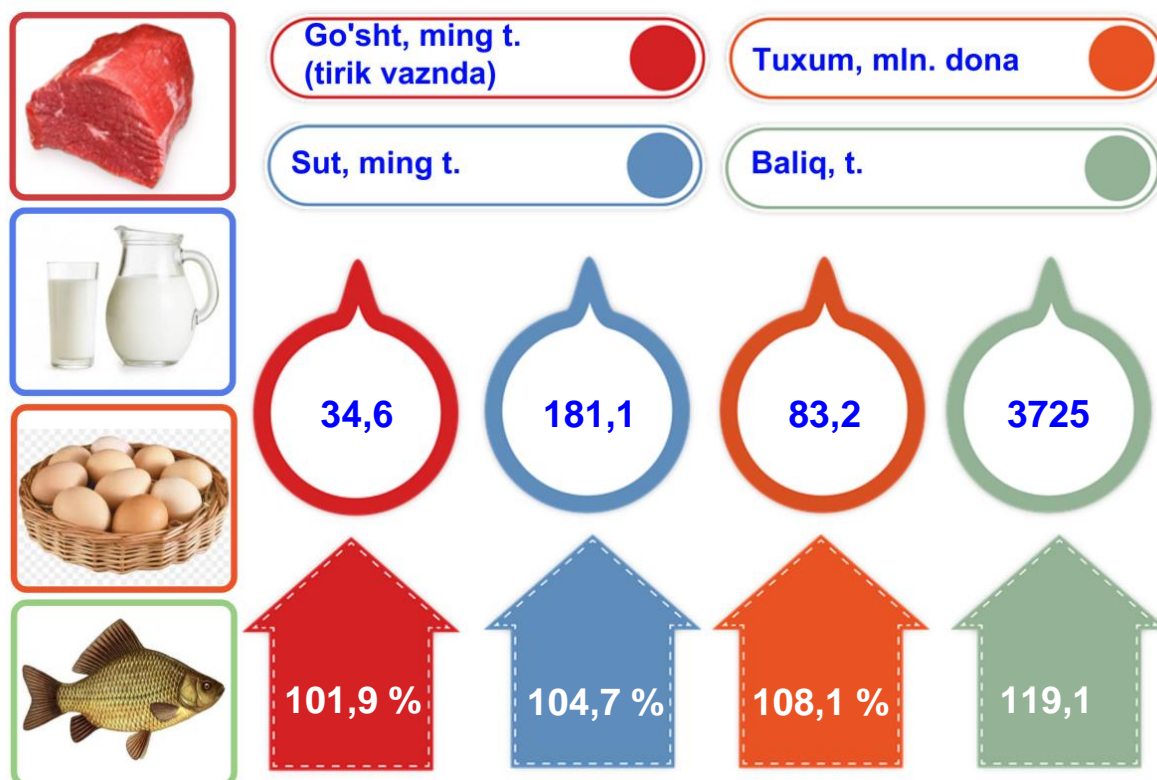 Go'sht, ming t.
(tirik vaznda)
Tuxum, mln. dona
Sut, ming t.
Baliq, t.
34,6
181,1
83,2
3725
101,9 %
104,7 %
108,1 %
119,1